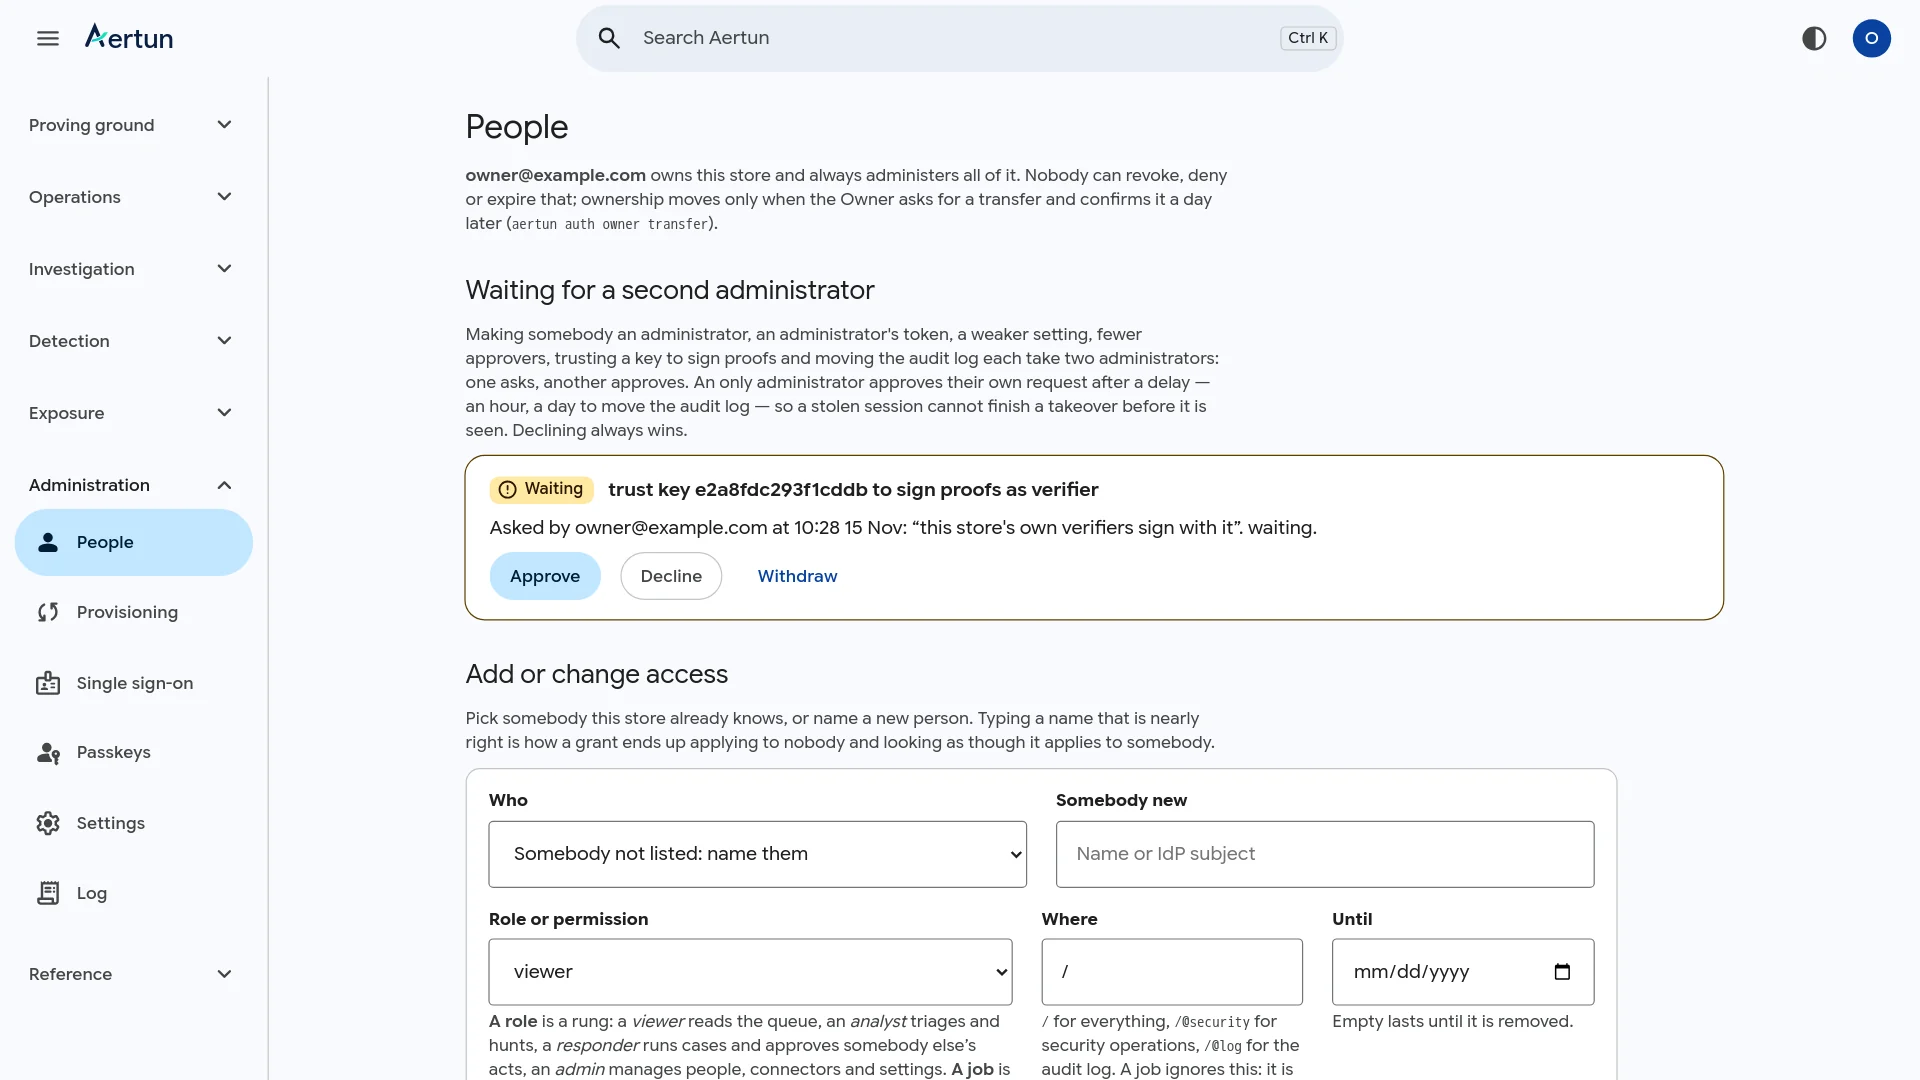 Aertun
Search Aertun
Ctrl K
O
Proving ground
Operations
Investigation
Detection
Exposure
Administration
People
Provisioning
Single sign-on
Passkeys
Settings
Log
Reference
People
owner@example.com owns this store and always administers all of it. Nobody can revoke, deny
or expire that; ownership moves only when the Owner asks for a transfer and confirms it a day
later (aertun auth owner transfer).
Waiting for a second administrator
Making somebody an administrator, an administrator's token, a weaker setting, fewer
approvers, trusting a key to sign proofs and moving the audit log each take two administrators:
one asks, another approves. An only administrator approves their own request after a delay —
an hour, a day to move the audit log — so a stolen session cannot finish a takeover before it is
seen. Declining always wins.
Waiting trust key e2a8fdc293f1cddb to sign proofs as verifier
Asked by owner@example.com at 10:28 15 Nov: “this store's own verifiers sign with it”. waiting.
Approve Decline Withdraw
Add or change access
Pick somebody this store already knows, or name a new person. Typing a name that is nearly
right is how a grant ends up applying to nobody and looking as though it applies to somebody.
Who Somebody new
Somebody not listed: name them Name or IdP subject
Role or permission Where Until
viewer / mm/dd/yyyy
A role is a rung: a viewer reads the queue, an analyst triages and
hunts, a responder runs cases and approves somebody else’s
acts, an admin manages people, connectors and settings. A job is
/ for everything, /@security for
security operations, /@log for the
audit log. A job ignores this: it is
Empty lasts until it is removed.